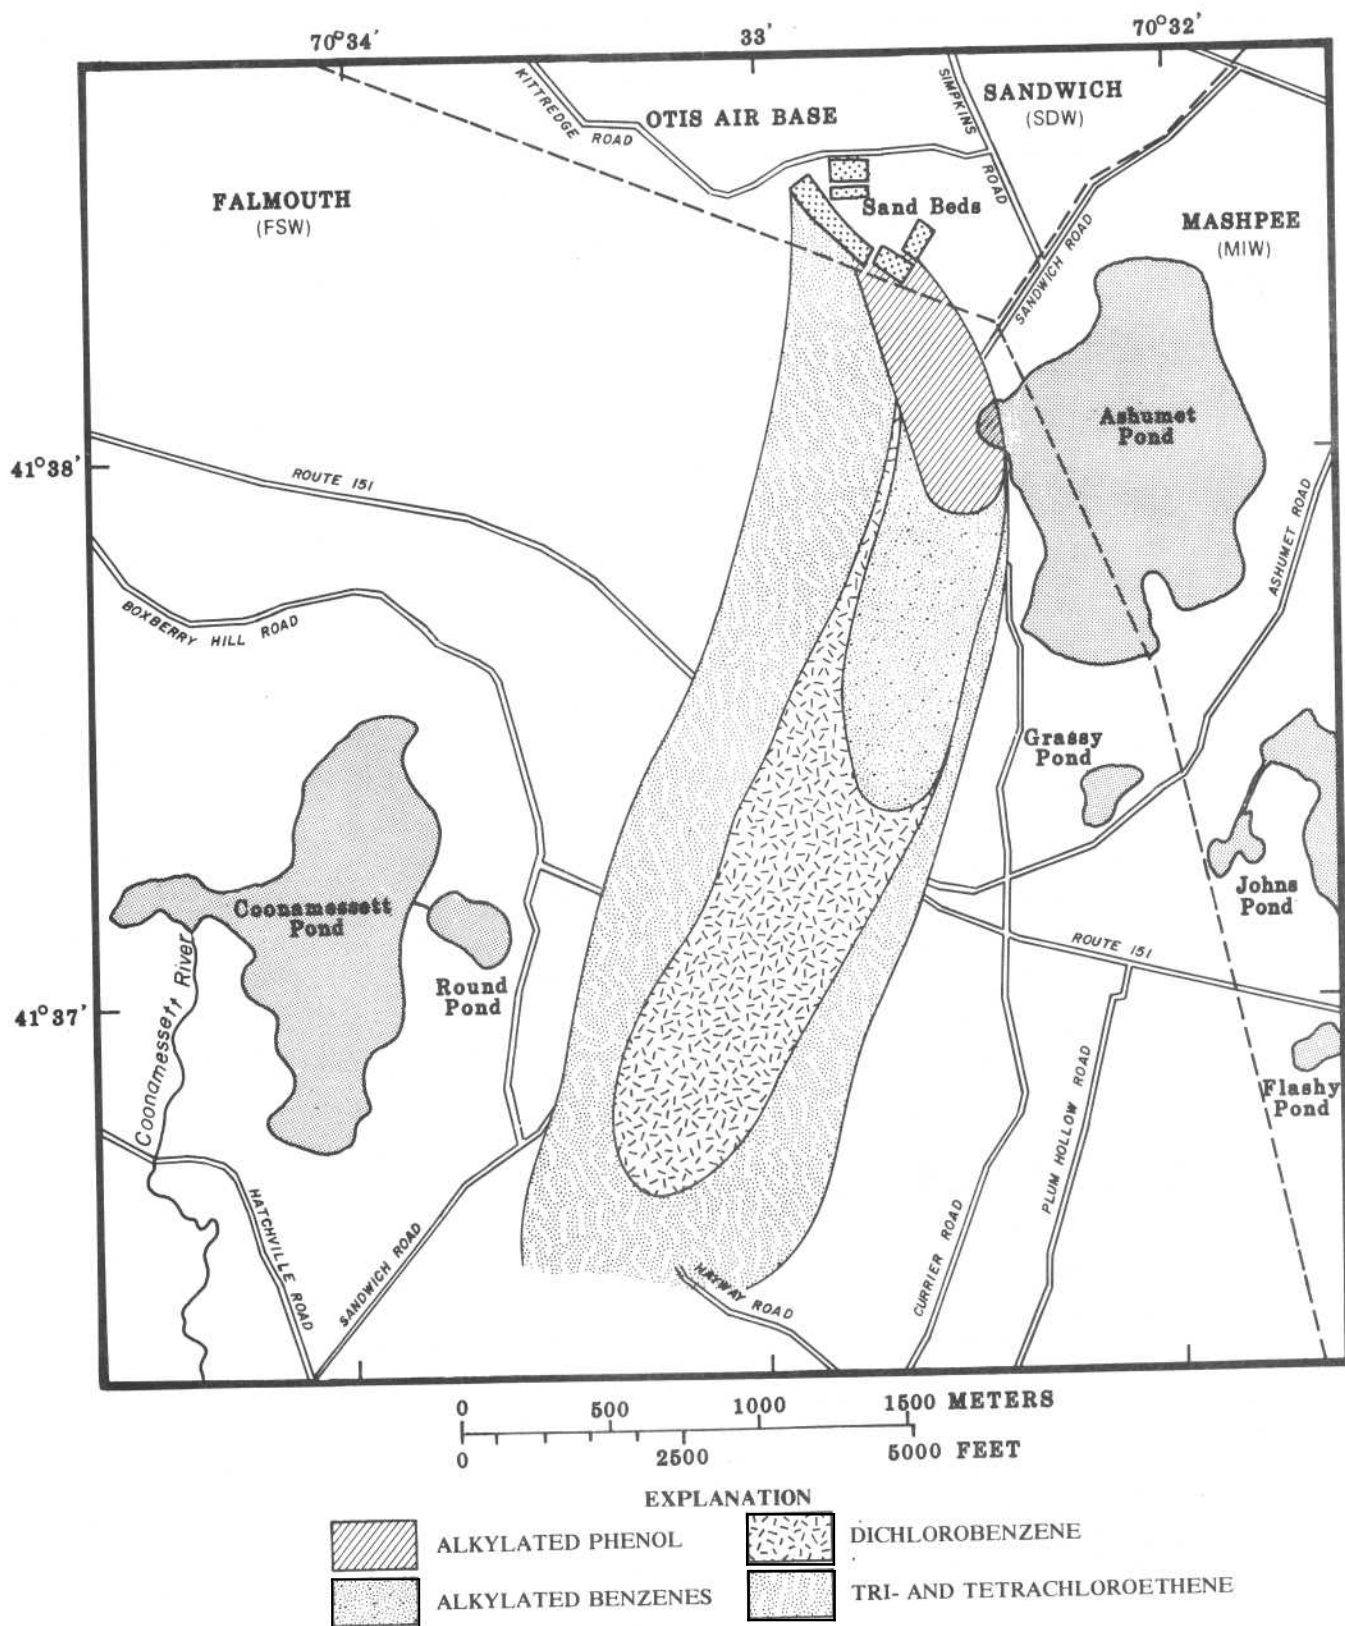 70°34' 33' 70°32'
KITTREDGE ROAD
OTIS AIR BASE
SIMPKINS ROAD
SANDWICH
(SDW)
FALMOUTH
(FSW)
Sand Beds
SANDWICH ROAD
MASHPEE
(MIW)
Ashumet
Pond
41°38'
ROUTE 151
ASHUMET ROAD
BOXBERRY HILL ROAD
Grassy
Pond
Coonamessett
Pond
Johns
Pond
Coonamessett River
Round
Pond
ROUTE 151
41°37'
PLUM HOLLOW ROAD
Flashy
Pond
HATCHVILLE ROAD
SANDWICH ROAD
HAYWAY ROAD
CURRIER ROAD
0 500 1000 1500 METERS
0 2500 5000 FEET
EXPLANATION
ALKYLATED PHENOL
DICHLOROBENZENE
ALKYLATED BENZENES
TRI- AND TETRACHLOROETHENE